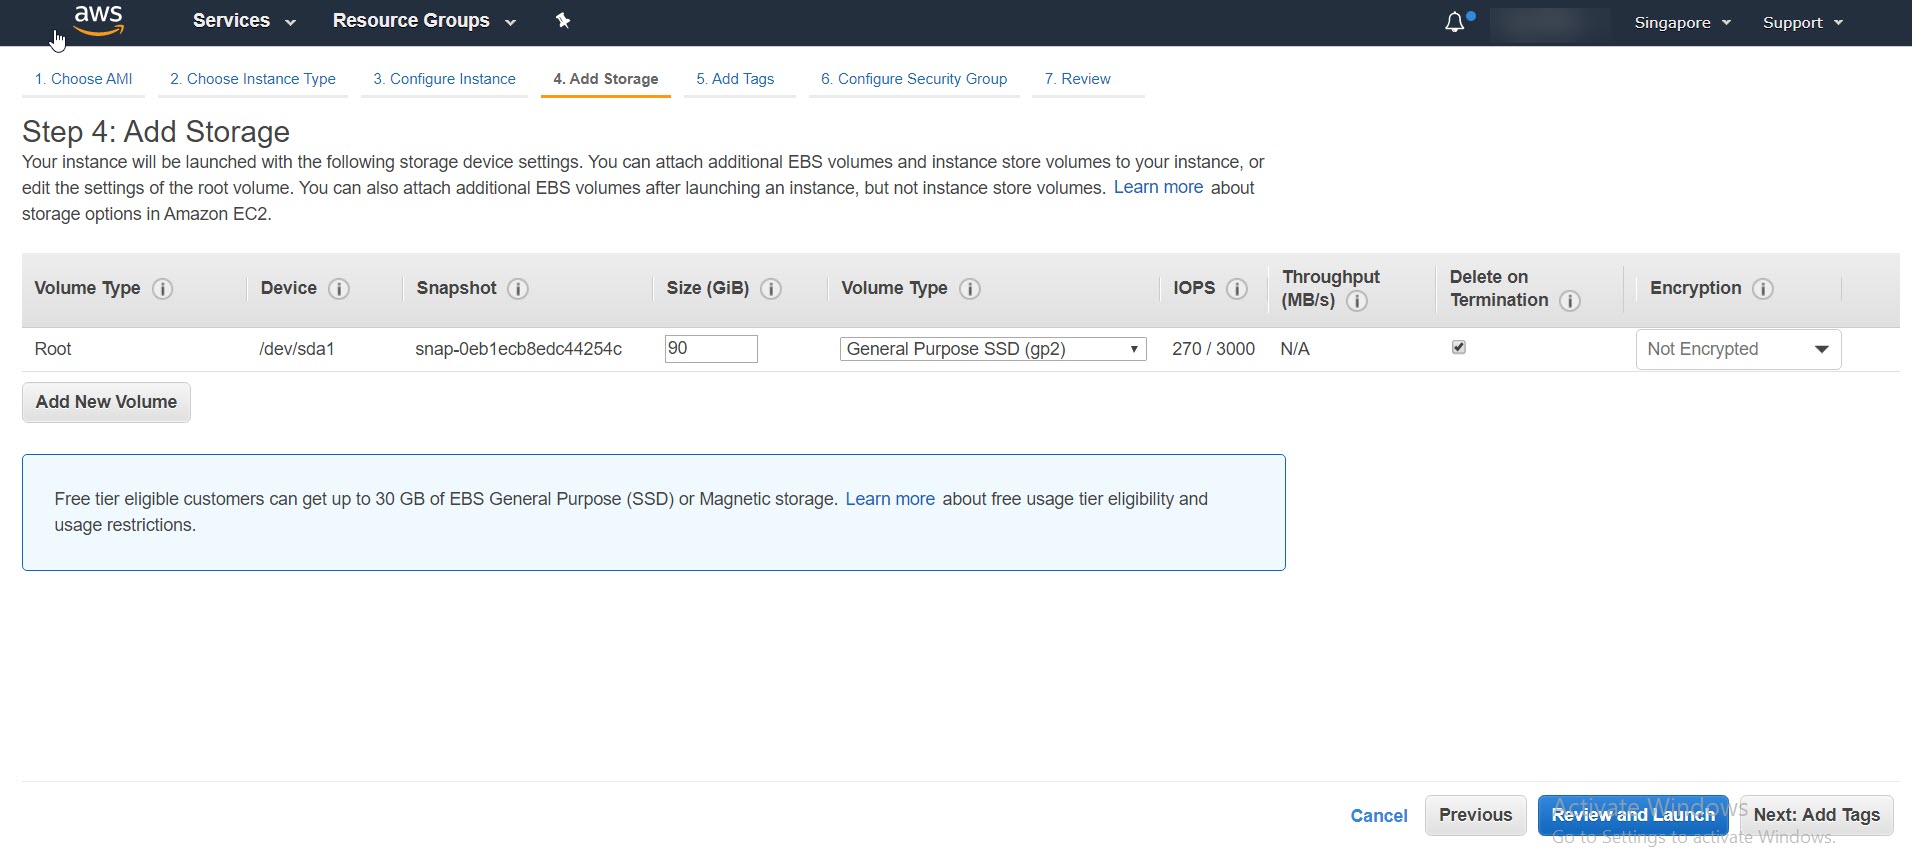 aws Services Resource Groups Singapore Support
1. Choose AMI 2. Choose Instance Type 3. Configure Instance 4. Add Storage 5. Add Tags 6. Configure Security Group 7. Review
Step 4: Add Storage
Your instance will be launched with the following storage device settings. You can attach additional EBS volumes and instance store volumes to your instance, or
edit the settings of the root volume. You can also attach additional EBS volumes after launching an instance, but not instance store volumes. Learn more about
storage options in Amazon EC2.
Volume Type i Device i Snapshot i Size (GiB) i Volume Type i IOPS i Throughput (MB/s) i Delete on Termination i Encryption i
Root /dev/sda1 snap-0eb1ecb8edc44254c 90 General Purpose SSD (gp2) 270 / 3000 N/A Not Encrypted
Add New Volume
Free tier eligible customers can get up to 30 GB of EBS General Purpose (SSD) or Magnetic storage. Learn more about free usage tier eligibility and
usage restrictions.
Cancel Previous Review and Launch Next: Add Tags
Activate Windows
Go to Settings to activate Windows.